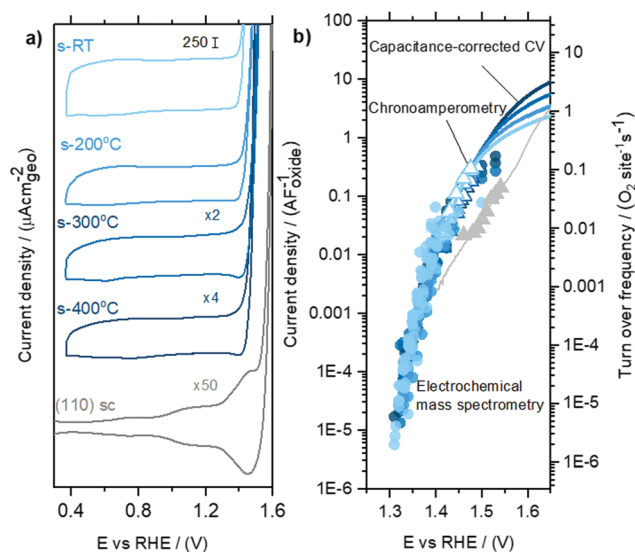 a)
s-RT
250 I
s-200°C
s-300°C
x2
s-400°C
x4
(110) sc
x50
Current density / (µAcm-2geo)
0.4 0.8 1.2 1.6
E vs RHE / (V)
b)
Capacitance-corrected CV
Chronoamperometry
Electrochemical
mass spectrometry
Current density / (AF-1oxide)
100
10
1
0.1
0.01
0.001
1E-4
1E-5
1E-6
1.3 1.4 1.5 1.6
E vs RHE / (V)
10
1
0.1
0.01
0.001
1E-4
1E-5
1E-6
Turn over frequency / (O2 site-1s-1)